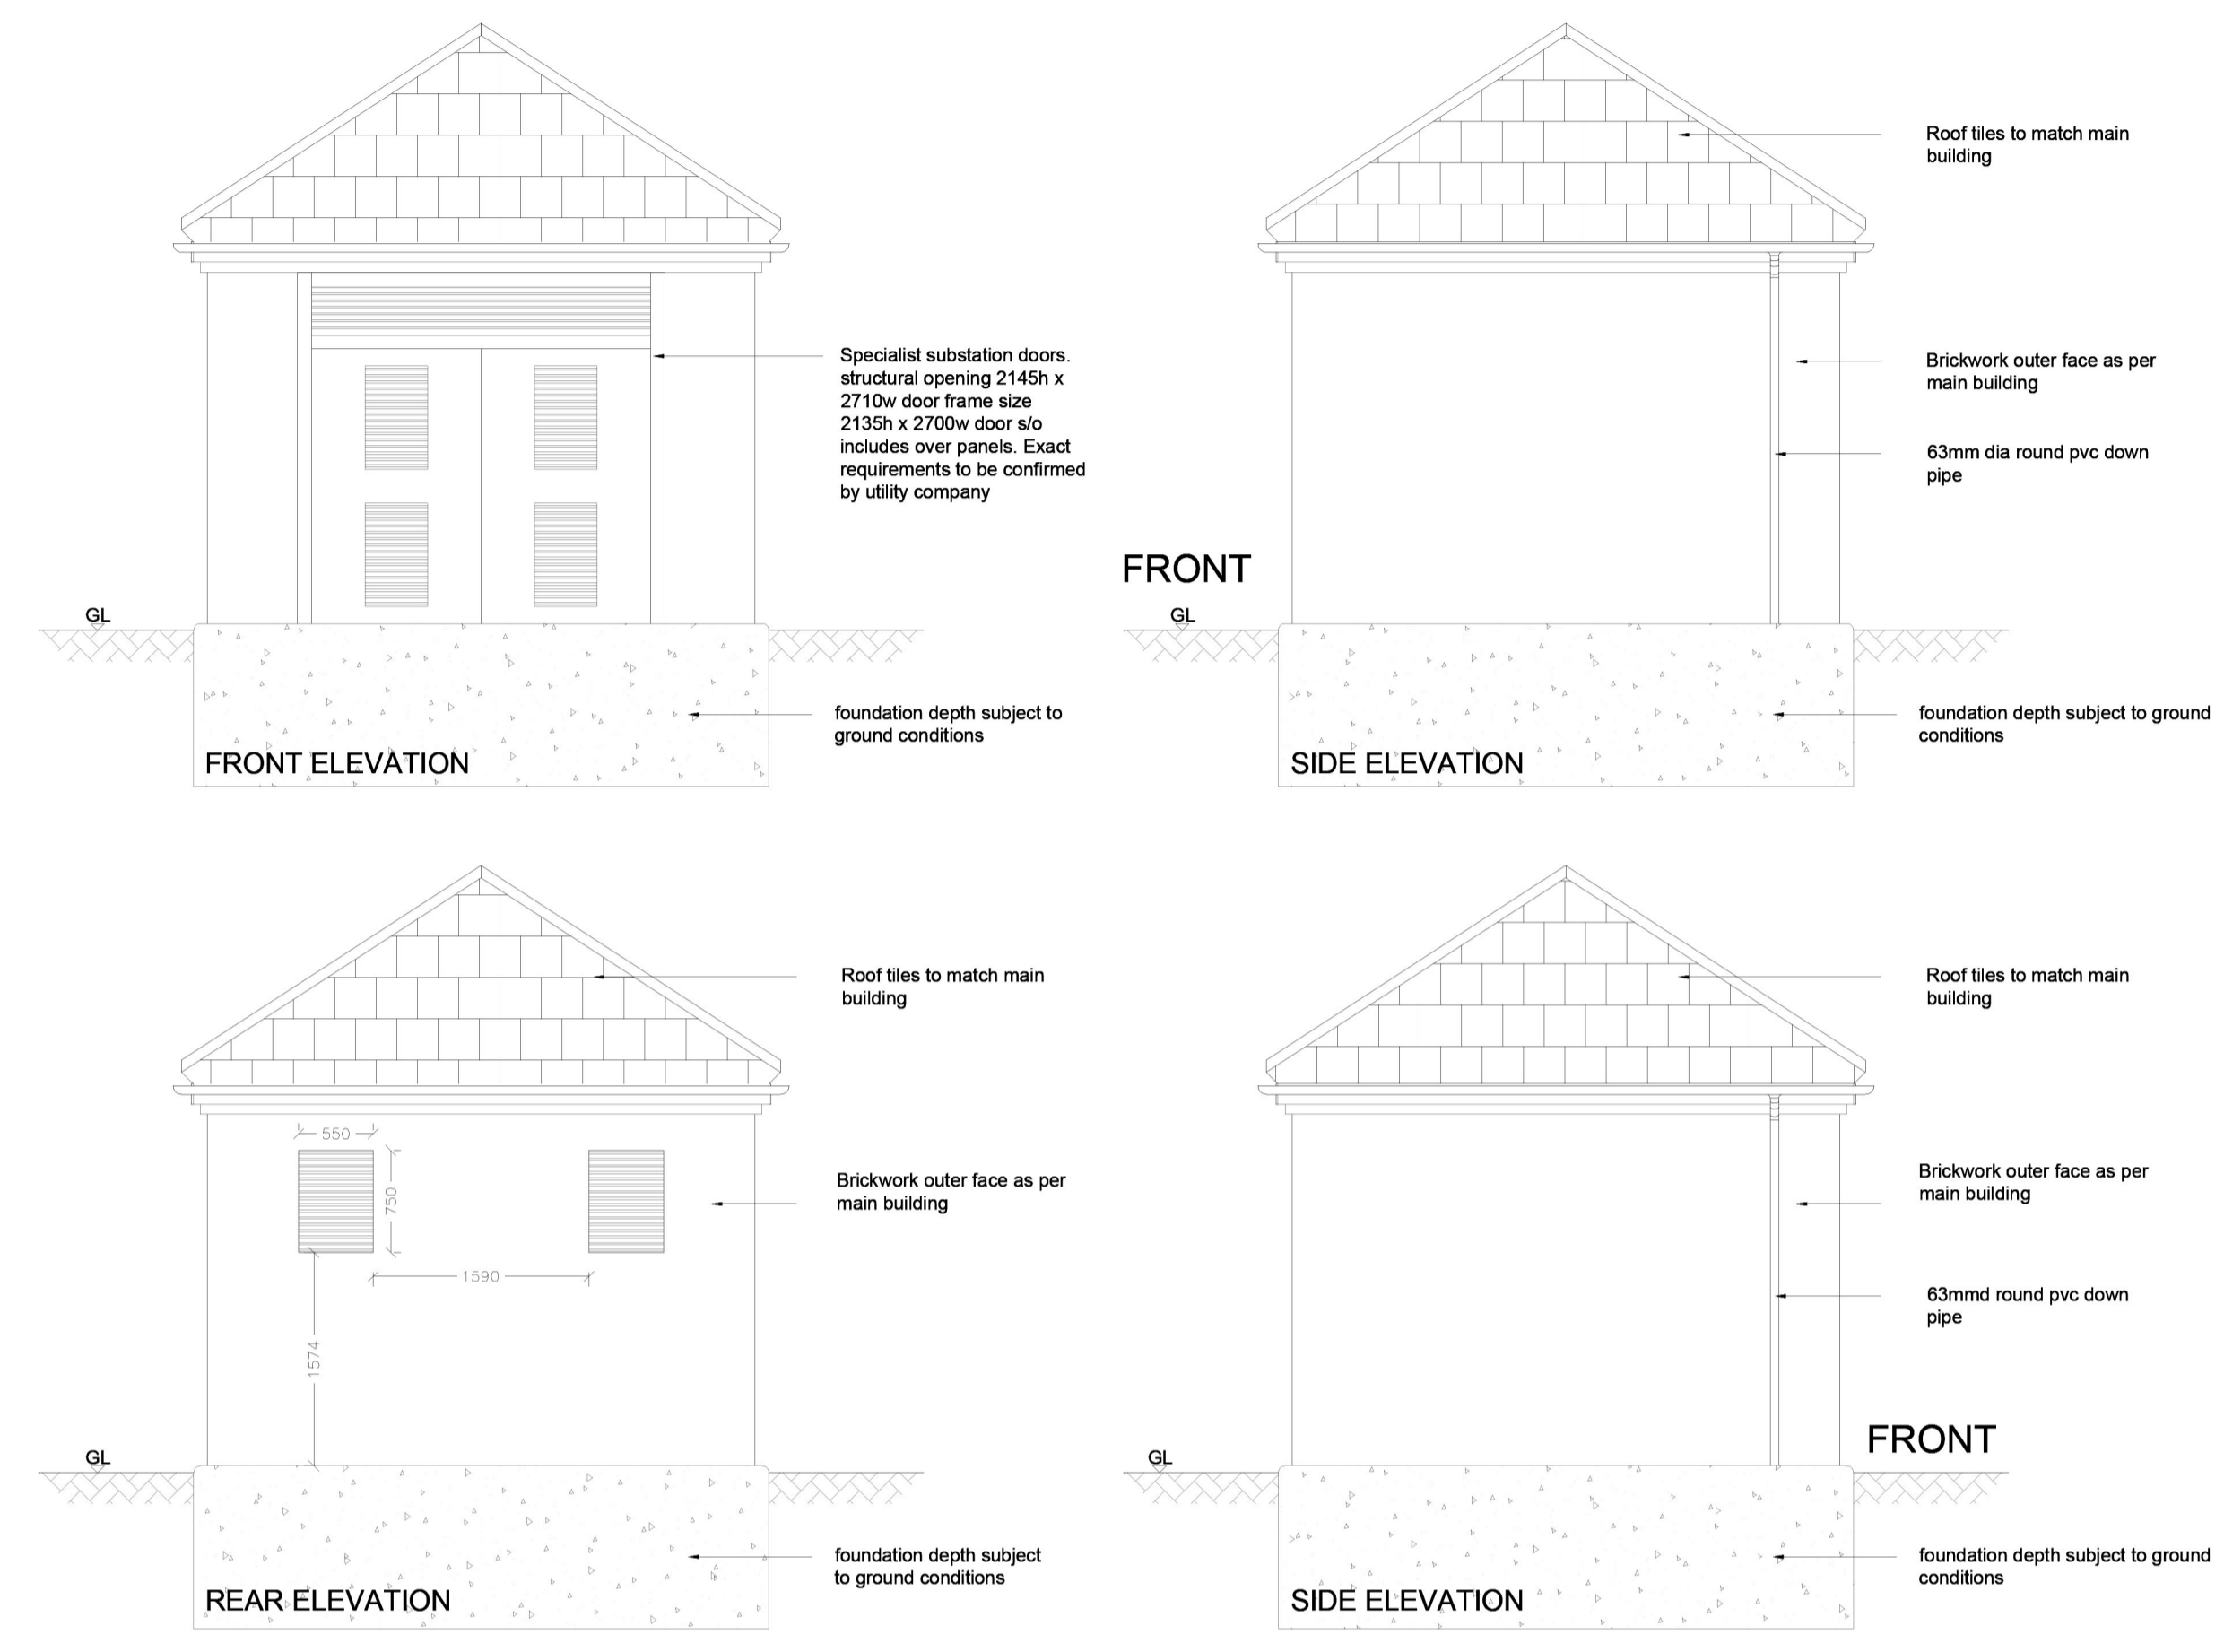 Roof tiles to match main
building
Specialist substation doors.
structural opening 2145h x
2710w door frame size
2135h x 2700w door s/o
includes over panels. Exact
requirements to be confirmed
by utility company
Brickwork outer face as per
main building
63mm dia round pvc down
pipe
FRONT
GL
GL
foundation depth subject to
ground conditions
foundation depth subject to ground
conditions
FRONT ELEVATION
SIDE ELEVATION
Roof tiles to match main
building
Roof tiles to match main
building
550
750
1590
1574
Brickwork outer face as per
main building
Brickwork outer face as per
main building
63mmd round pvc down
pipe
FRONT
GL
GL
foundation depth subject
to ground conditions
foundation depth subject to ground
conditions
REAR ELEVATION
SIDE ELEVATION